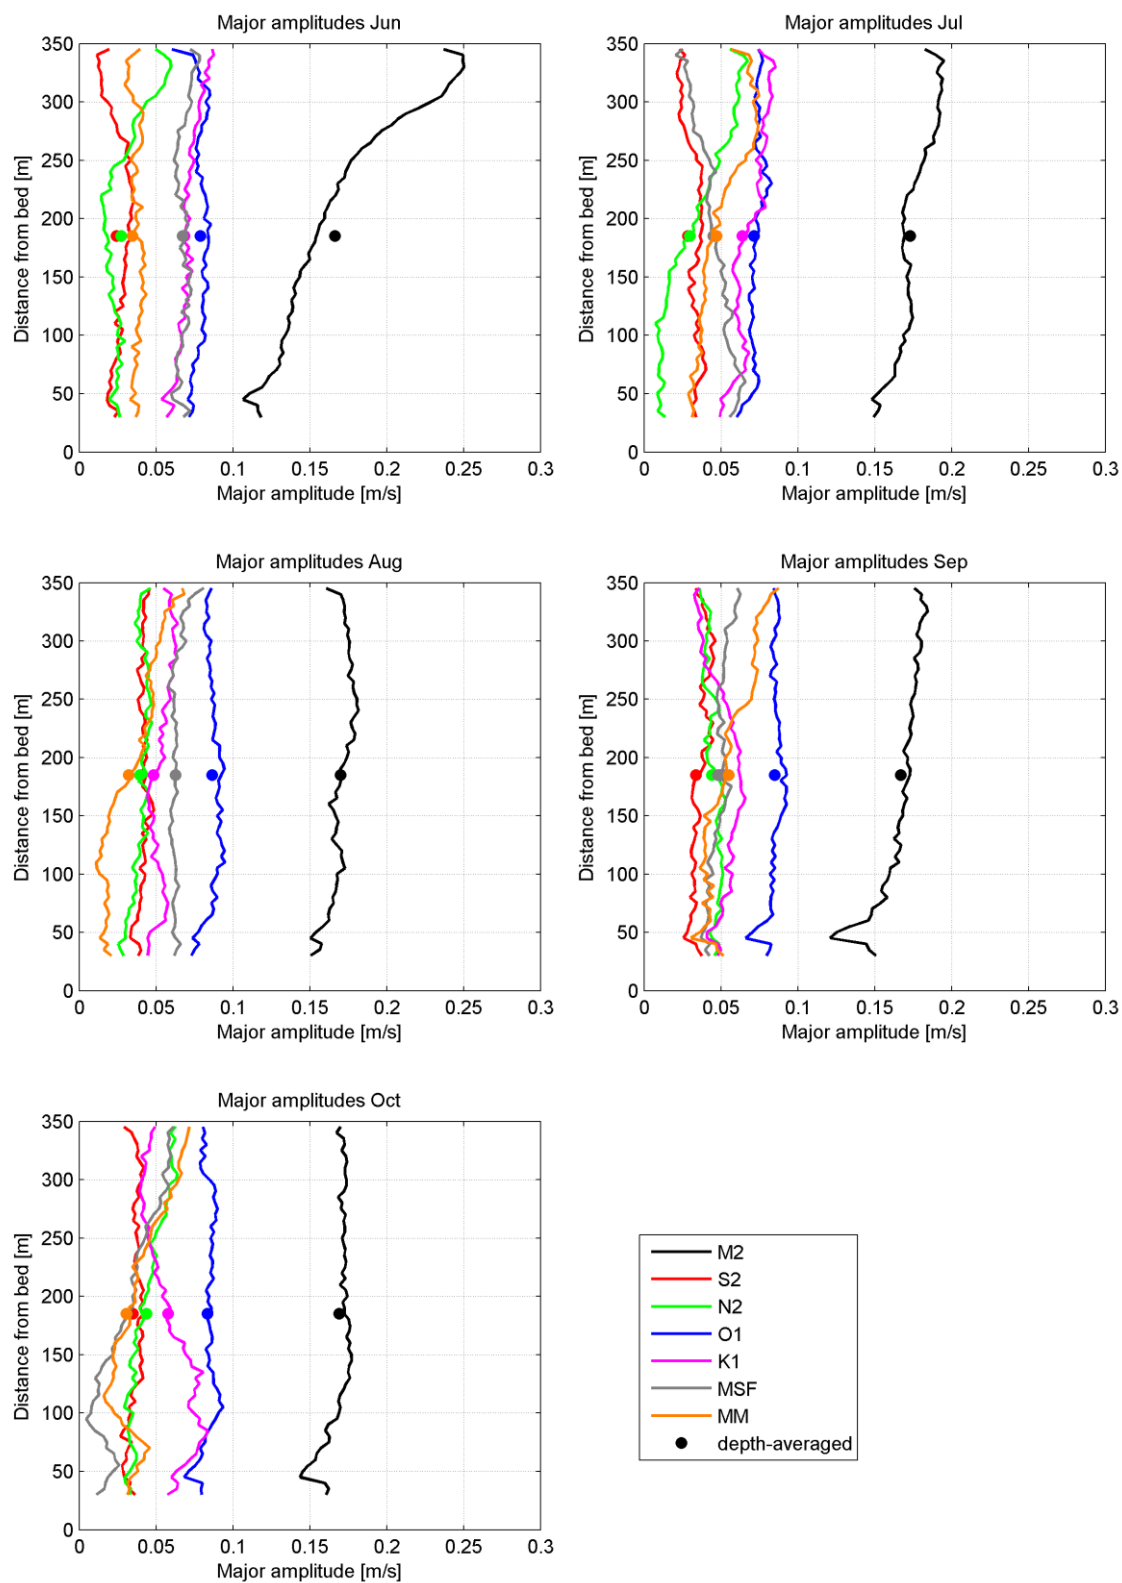 Major amplitudes Jun
350
300
250
200
150
100
50
0
Distance from bed [m]
0 0.05 0.1 0.15 0.2 0.25 0.3
Major amplitude [m/s]
Major amplitudes Jul
350
300
250
200
150
100
50
0
Distance from bed [m]
0 0.05 0.1 0.15 0.2 0.25 0.3
Major amplitude [m/s]
Major amplitudes Aug
350
300
250
200
150
100
50
0
Distance from bed [m]
0 0.05 0.1 0.15 0.2 0.25 0.3
Major amplitude [m/s]
Major amplitudes Sep
350
300
250
200
150
100
50
0
Distance from bed [m]
0 0.05 0.1 0.15 0.2 0.25 0.3
Major amplitude [m/s]
Major amplitudes Oct
350
300
250
200
150
100
50
0
Distance from bed [m]
0 0.05 0.1 0.15 0.2 0.25 0.3
Major amplitude [m/s]
M2
S2
N2
O1
K1
MSF
MM
depth-averaged